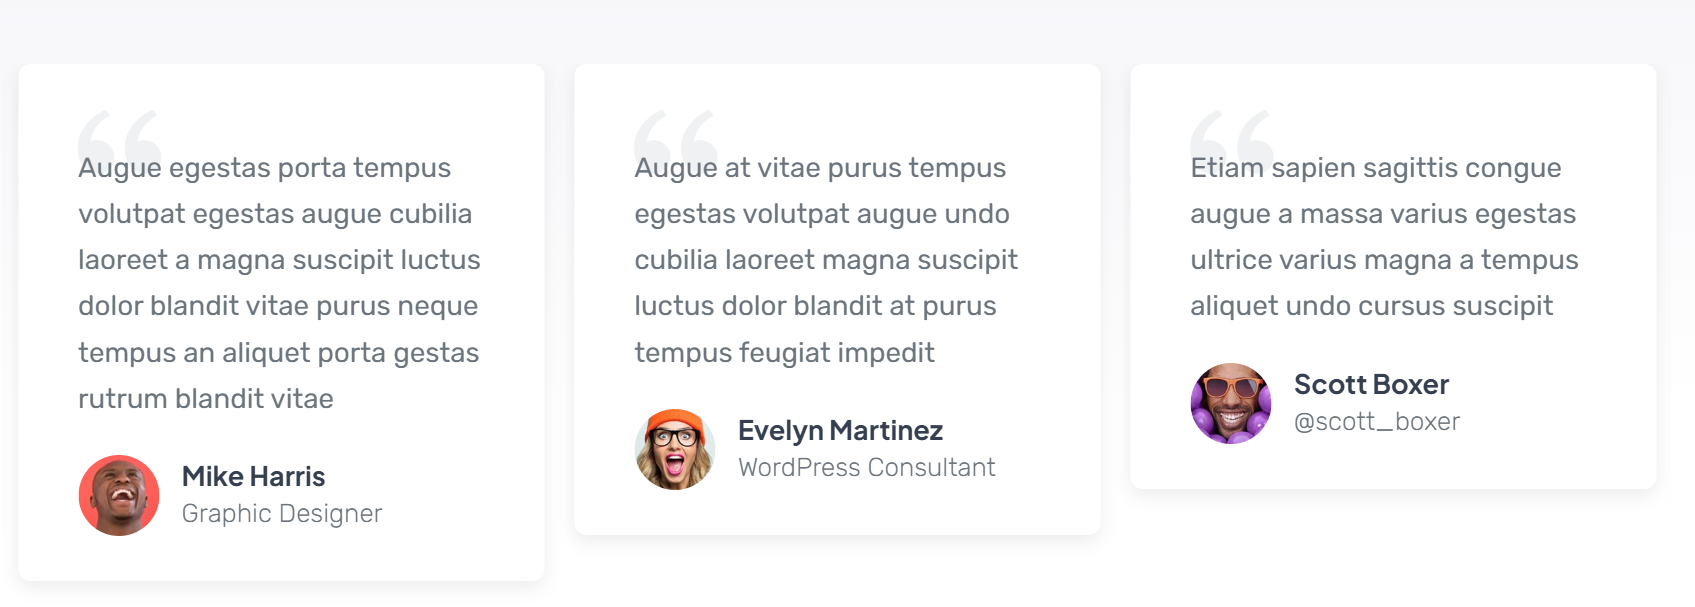 Augue egestas porta tempus
volutpat egestas augue cubilia
laoreet a magna suscipit luctus
dolor blandit vitae purus neque
tempus an aliquet porta gestas
rutrum blandit vitae
Mike Harris
Graphic Designer
Augue at vitae purus tempus
egestas volutpat augue undo
cubilia laoreet magna suscipit
luctus dolor blandit at purus
tempus feugiat impedit
Evelyn Martinez
WordPress Consultant
Etiam sapien sagittis congue
augue a massa varius egestas
ultrice varius magna a tempus
aliquet undo cursus suscipit
Scott Boxer
@scott_boxer